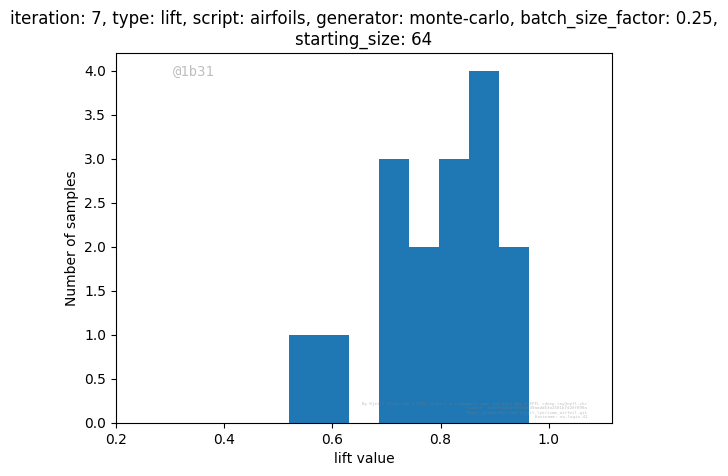 iteration: 7, type: lift, script: airfoils, generator: monte-carlo, batch_size_factor: 0.25,
starting_size: 64
@1b31
4.0
3.5
3.0
2.5
2.0
1.5
1.0
0.5
0.0
Number of samples
0.2 0.4 0.6 0.8 1.0
lift value